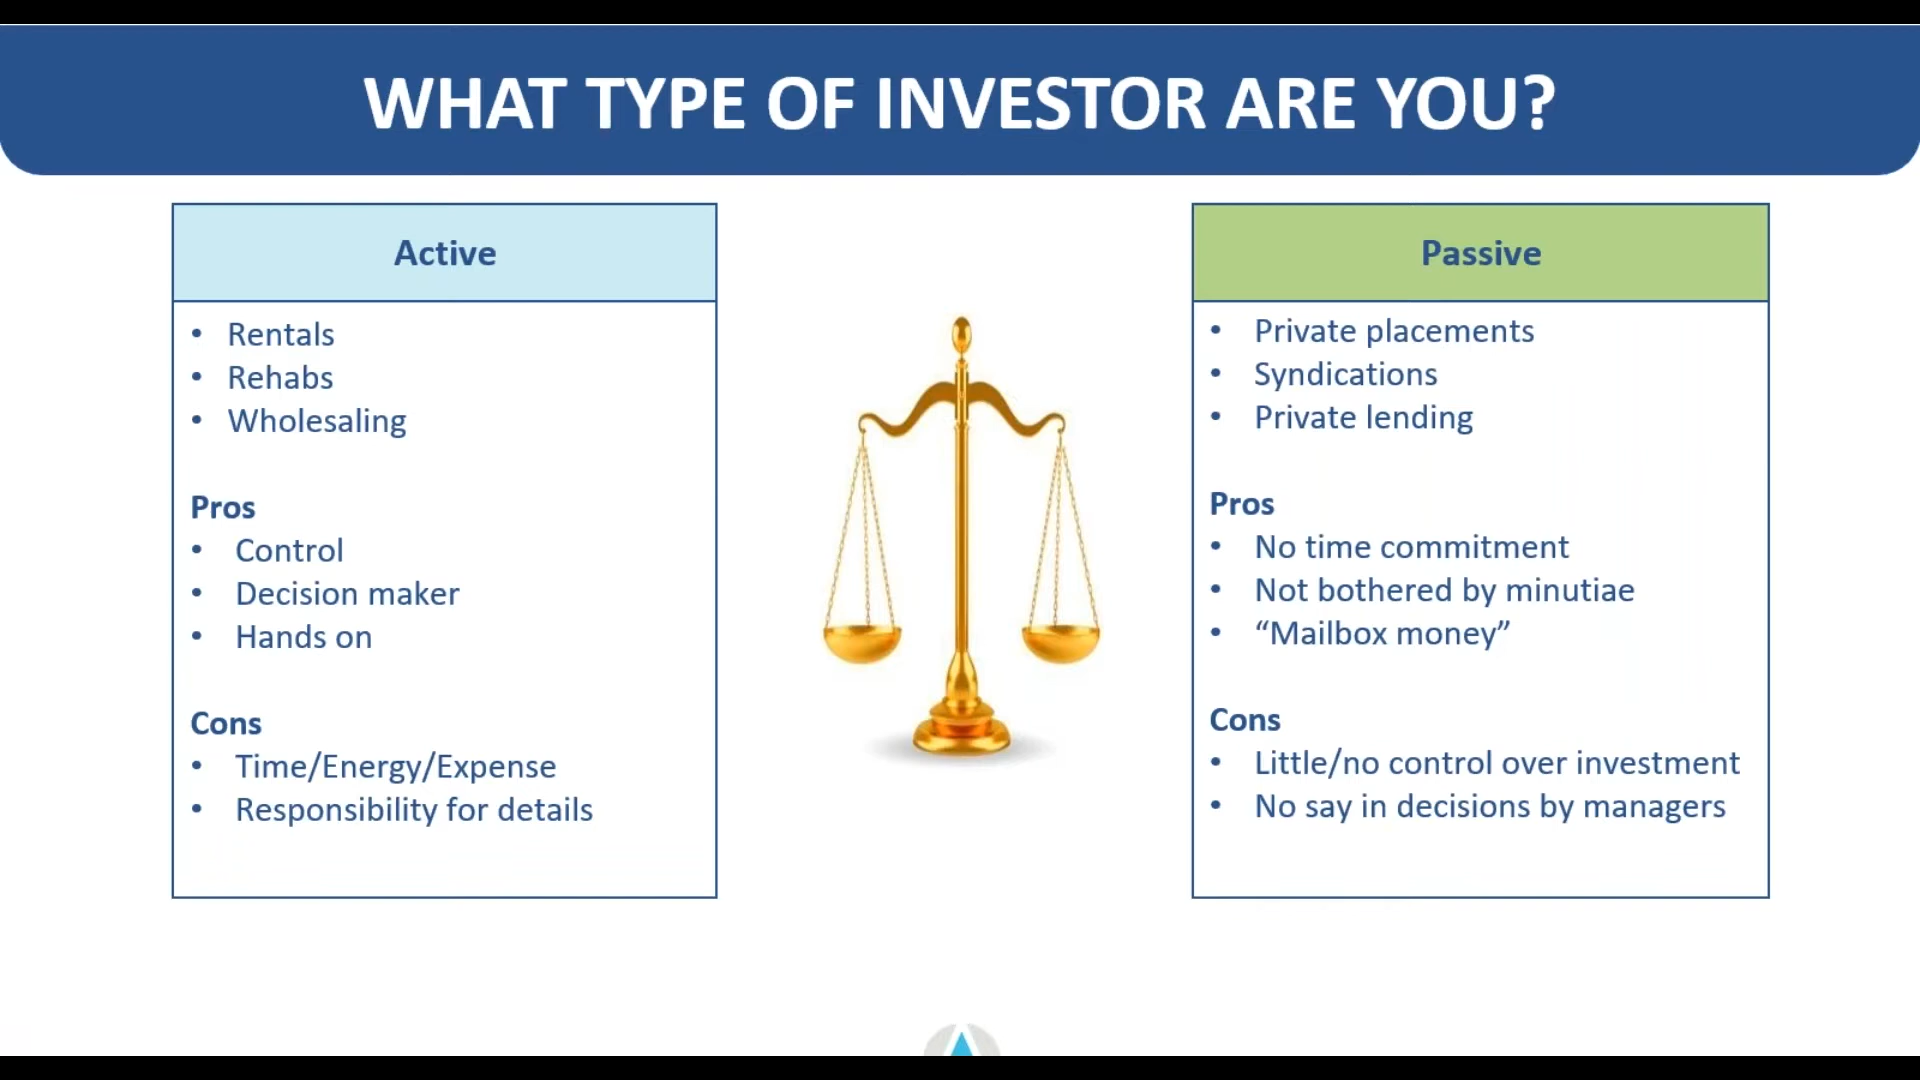 WHAT TYPE OF INVESTOR ARE YOU?
Active
• Rentals
• Rehabs
• Wholesaling
Pros
• Control
• Decision maker
• Hands on
Cons
• Time/Energy/Expense
• Responsibility for details
Passive
• Private placements
• Syndications
• Private lending
Pros
• No time commitment
• Not bothered by minutiae
• “Mailbox money”
Cons
• Little/no control over investment
• No say in decisions by managers